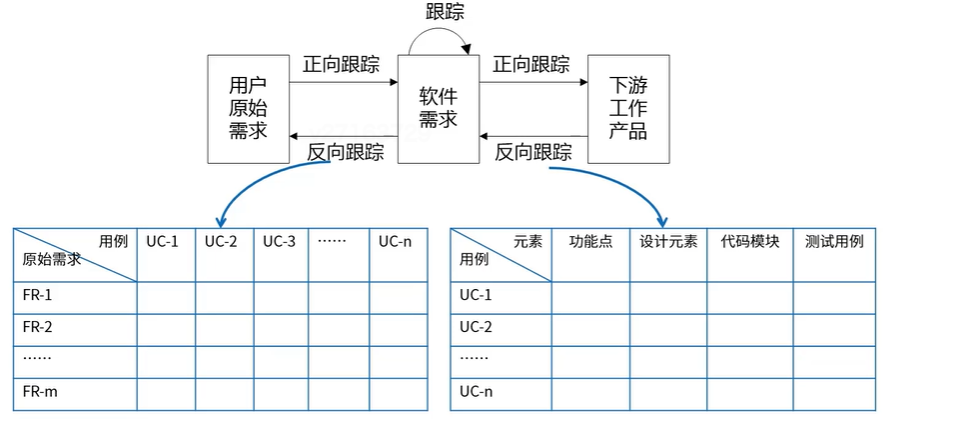 跟踪
正向跟踪
正向跟踪
用户
原始
需求
软件
需求
下游
工作
产品
反向跟踪
反向跟踪
用例 UC-1 UC-2 UC-3 …… UC-n
原始需求
FR-1
FR-2
……
FR-m
元素 功能点 设计元素 代码模块 测试用例
用例
UC-1
UC-2
……
UC-n